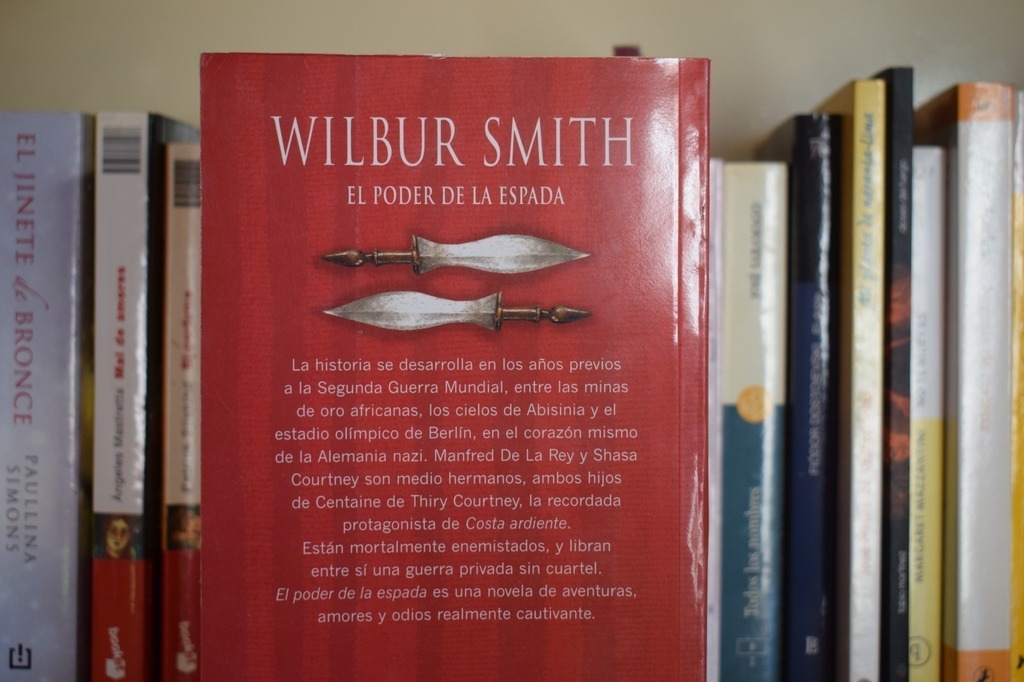 WILBUR SMITH
EL PODER DE LA ESPADA
La historia se desarrolla en los años previos
a la Segunda Guerra Mundial, entre las minas
de oro africanas, los cielos de Abisinia y el
estadio olímpico de Berlín, en el corazón mismo
de la Alemania nazi. Manfred De La Rey y Shasa
Courtney son medio hermanos, ambos hijos
de Centaine de Thiry Courtney, la recordada
protagonista de Costa ardiente.
Están mortalmente enemistados, y libran
entre sí una guerra privada sin cuartel.
El poder de la espada es una novela de aventuras,
amores y odios realmente cautivante.
EL JINETE de BRONCE
PAULLINA
SIMONS
Ángeles Mastretta Mal de amores
Todos los nombres
MARGARET MAZZANTINI